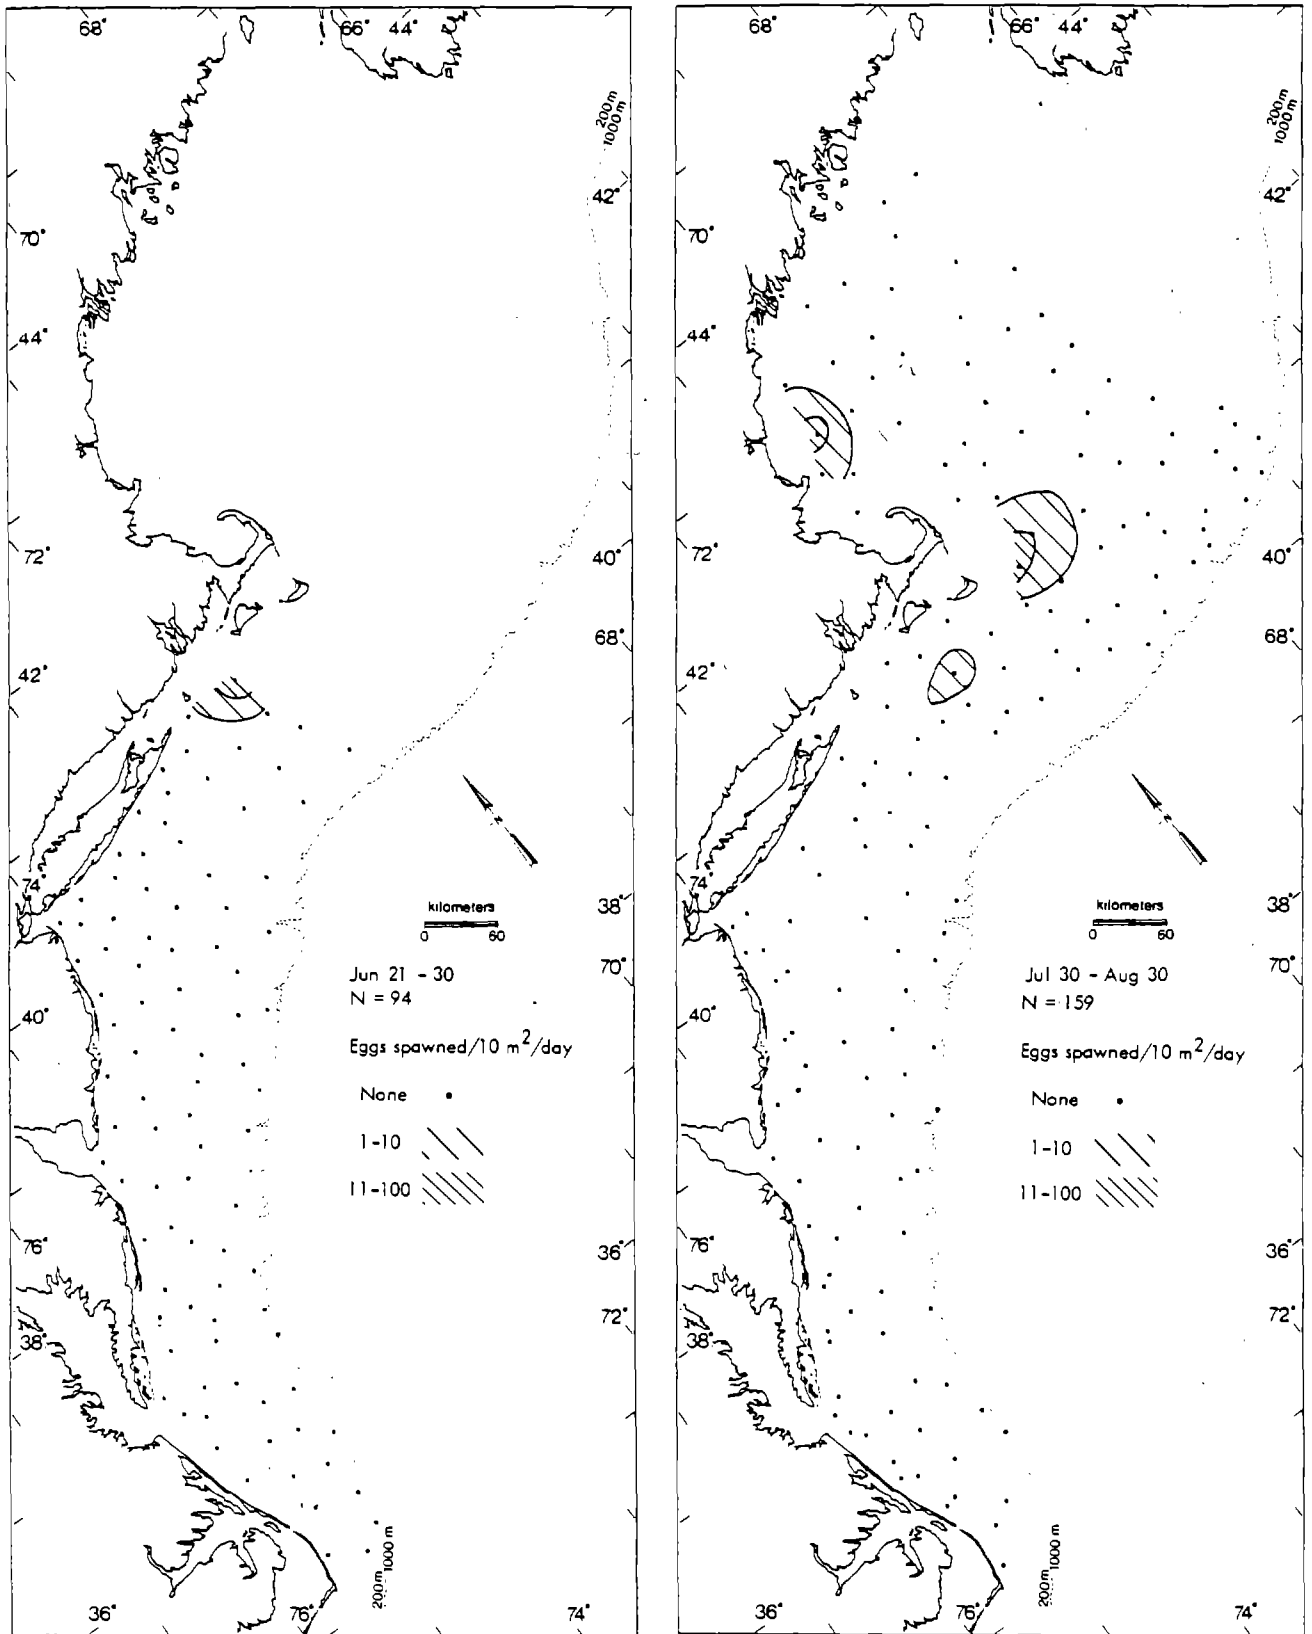 68° 66° 44°
200m
1000m
42°
70°
44°
72°
40°
68°
42°
74°
kilometers
0 60
38°
70°
Jun 21 - 30
N = 94
40°
Eggs spawned/10 m²/day
None
1-10
11-100
76°
36°
72°
38°
200m 1000 m
36° 76° 74°
68° 66° 44°
200m
1000m
42°
70°
44°
72°
40°
68°
42°
74°
kilometers
0 60
38°
70°
Jul 30 - Aug 30
N = 159
40°
Eggs spawned/10 m²/day
None
1-10
11-100
76°
36°
72°
38°
200m 1000m
36° 76° 74°